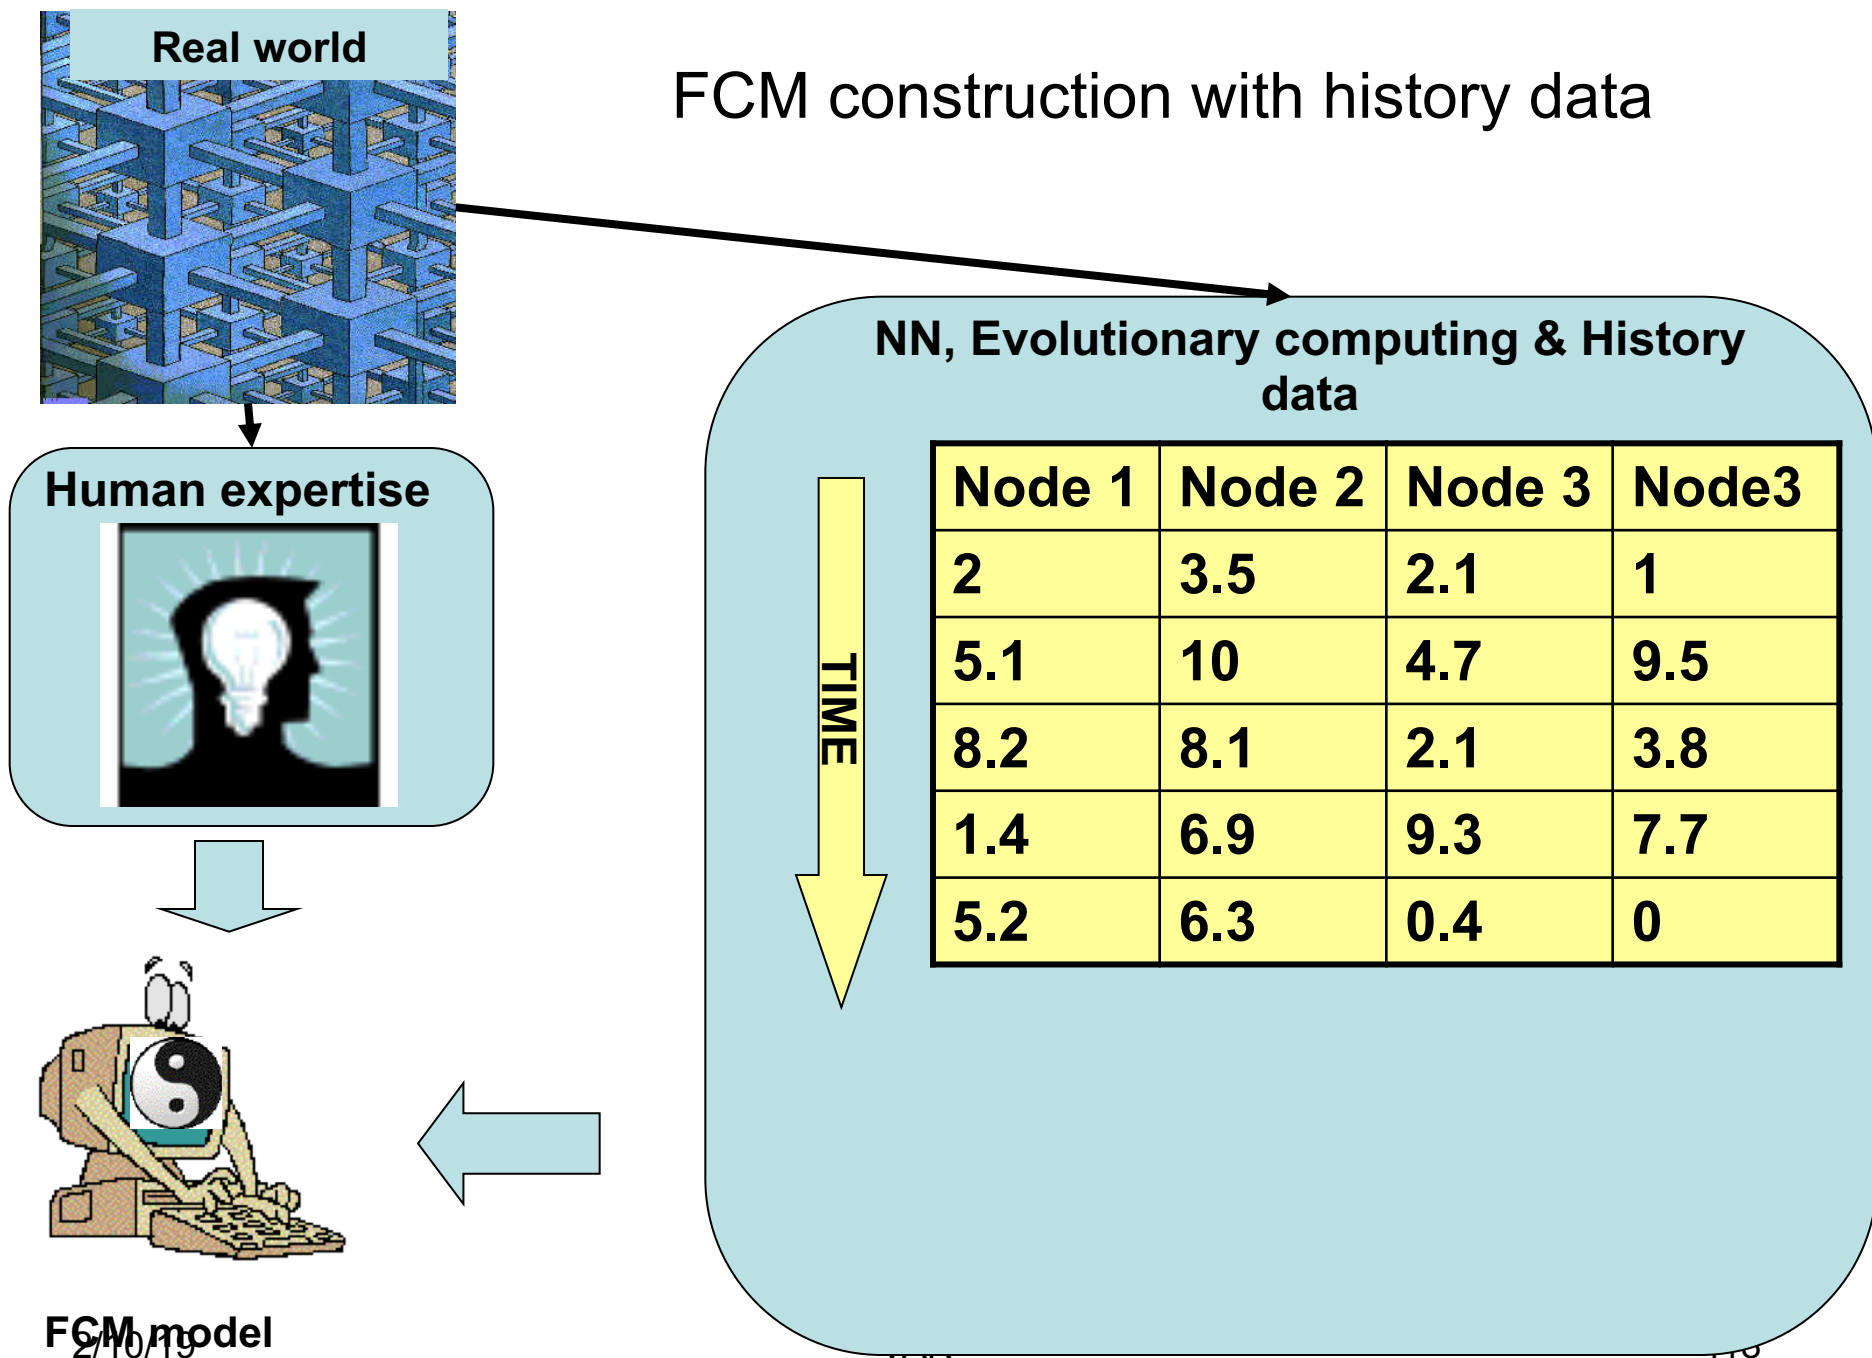 Real world
FCM construction with history data
NN, Evolutionary computing & History
data
Human expertise
TIME
Node 1 Node 2 Node 3 Node3
2 3.5 2.1 1
5.1 10 4.7 9.5
8.2 8.1 2.1 3.8
1.4 6.9 9.3 7.7
5.2 6.3 0.4 0
FCM model
2/10/19